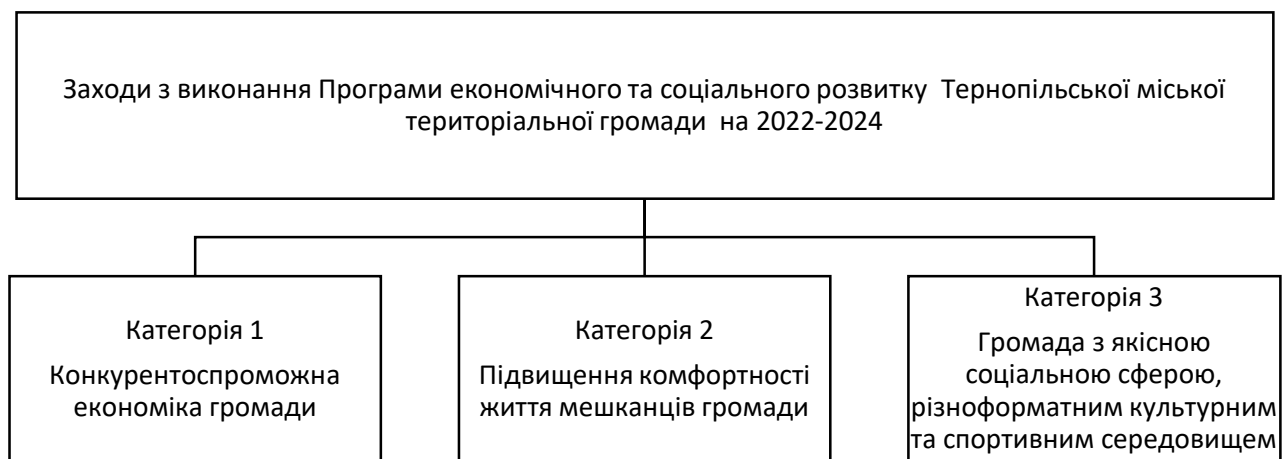 Заходи з виконання Програми економічного та соціального розвитку Тернопільської міської
територіальної громади на 2022-2024
Категорія 1
Конкурентоспроможна
економіка громади
Категорія 2
Підвищення комфортності
життя мешканців громади
Категорія 3
Громада з якісною
соціальною сферою,
різноформатним культурним
та спортивним середовищем